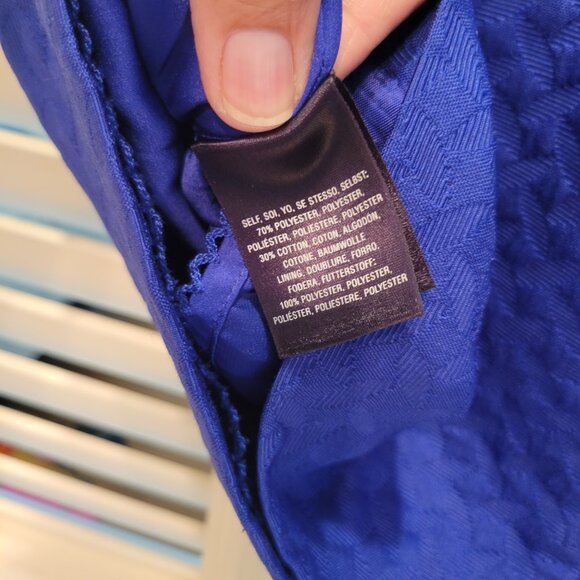 SELF, SOI, YO, SE STESSO, SELBST:
70% POLYESTER, POLYESTER,
POLIÉSTER, POLIESTERE, POLYESTER
30% COTTON, COTON, ALGODÓN,
COTONE, BAUMWOLLE
LINING, DOUBLURE, FORRO,
FODERA, FUTTERSTOFF:
100% POLYESTER, POLYESTER,
POLIÉSTER, POLIESTERE, POLYESTER